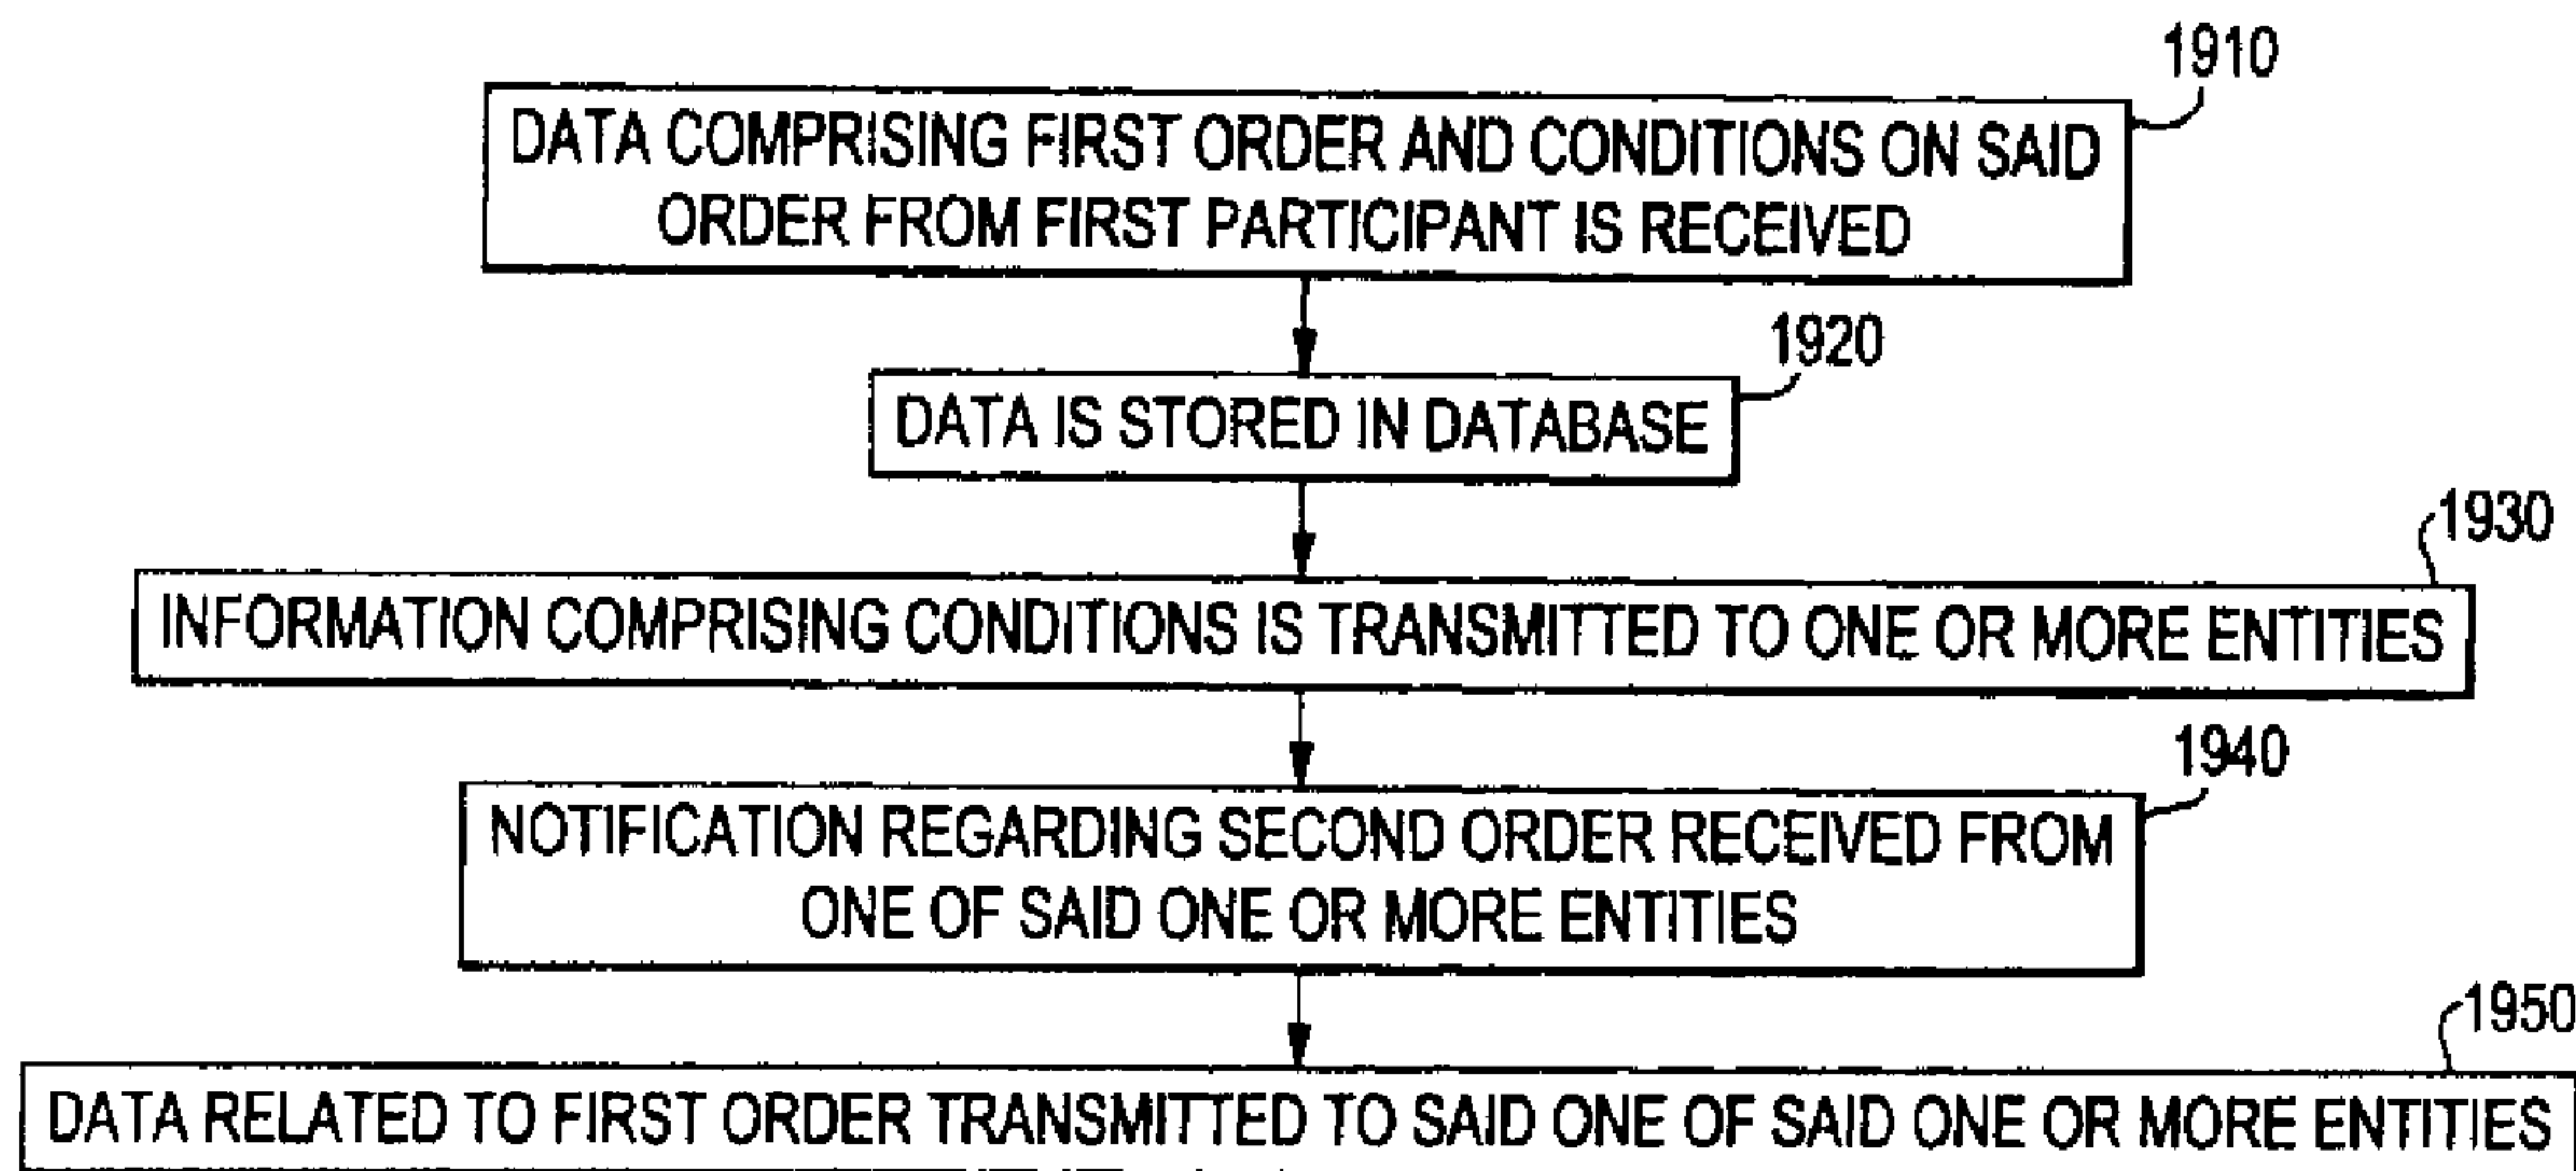 1910
DATA COMPRISING FIRST ORDER AND CONDITIONS ON SAID
ORDER FROM FIRST PARTICIPANT IS RECEIVED
1920
DATA IS STORED IN DATABASE
1930
INFORMATION COMPRISING CONDITIONS IS TRANSMITTED TO ONE OR MORE ENTITIES
1940
NOTIFICATION REGARDING SECOND ORDER RECEIVED FROM
ONE OF SAID ONE OR MORE ENTITIES
1950
DATA RELATED TO FIRST ORDER TRANSMITTED TO SAID ONE OF SAID ONE OR MORE ENTITIES